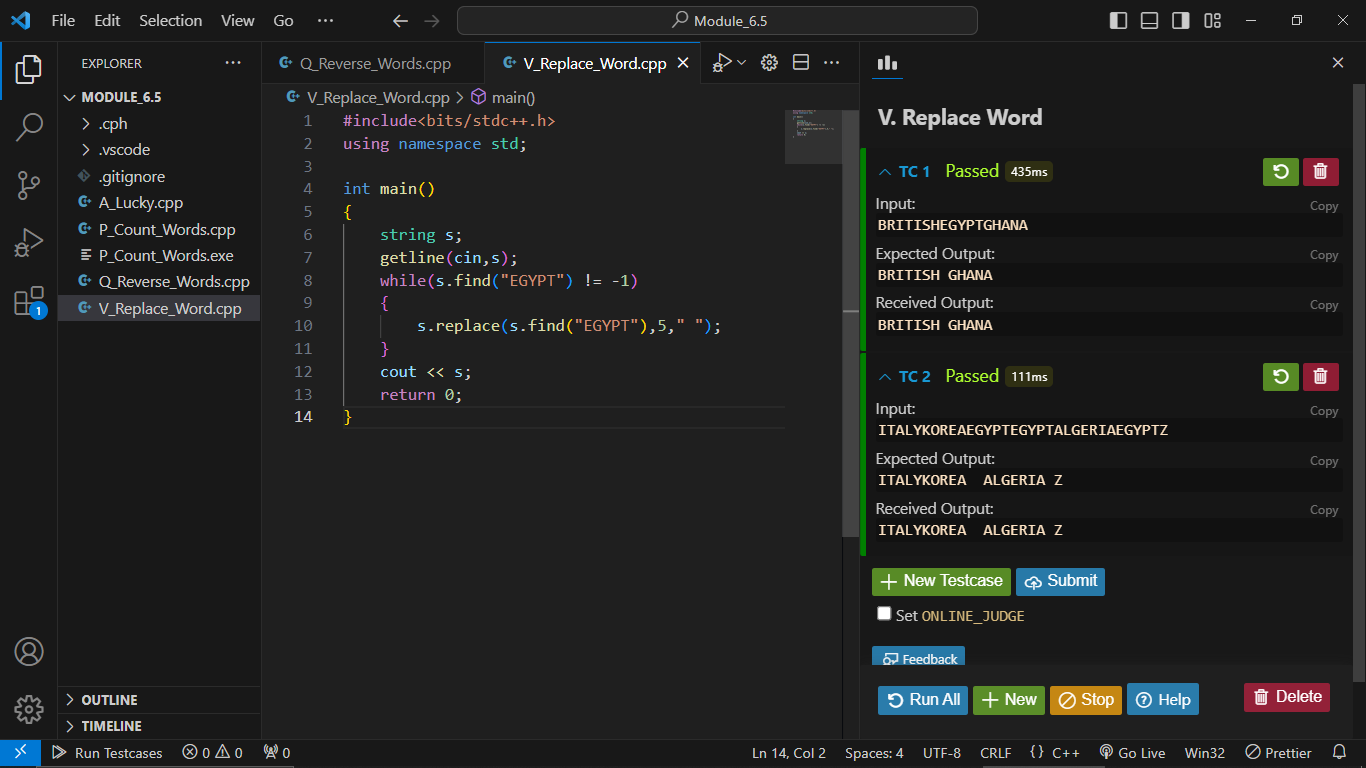 File Edit Selection View Go ··· Module_6.5
EXPLORER ···
MODULE_6.5
.cph
.vscode
.gitignore
A_Lucky.cpp
P_Count_Words.cpp
P_Count_Words.exe
Q_Reverse_Words.cpp
V_Replace_Word.cpp
1
OUTLINE
TIMELINE
Q_Reverse_Words.cpp V_Replace_Word.cpp
V_Replace_Word.cpp > main()
1 #include<bits/stdc++.h>
2 using namespace std;
3
4 int main()
5 {
6 string s;
7 getline(cin,s);
8 while(s.find("EGYPT") != -1)
9 {
10 s.replace(s.find("EGYPT"),5," ");
11 }
12 cout << s;
13 return 0;
14 }
V. Replace Word
TC 1 Passed 435ms
Input: Copy
BRITISHEGYPTGHANA
Expected Output: Copy
BRITISH GHANA
Received Output: Copy
BRITISH GHANA
TC 2 Passed 111ms
Input: Copy
ITALYKOREAEGYPTEGYPTALGERIAEGYPTZ
Expected Output: Copy
ITALYKOREA  ALGERIA Z
Received Output: Copy
ITALYKOREA  ALGERIA Z
New Testcase Submit
Set ONLINE_JUDGE
Feedback
Run All New Stop Help Delete
Run Testcases 0 0 0 Ln 14, Col 2 Spaces: 4 UTF-8 CRLF {} C++ Go Live Win32 Prettier